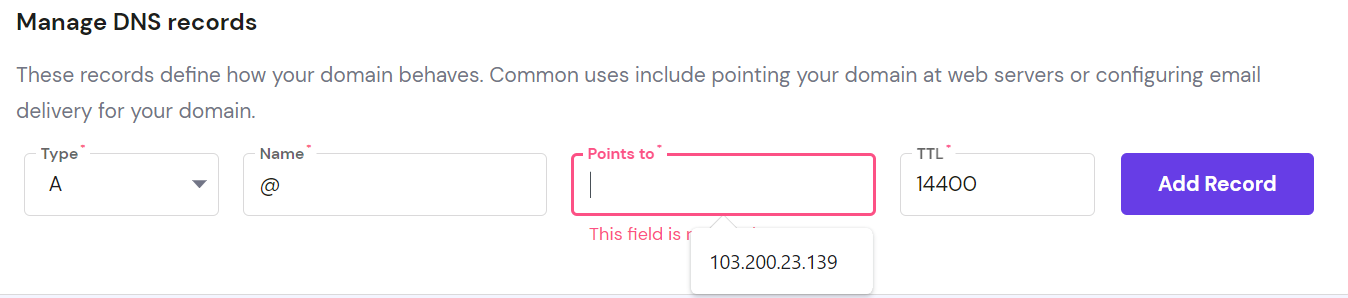 Manage DNS records
These records define how your domain behaves. Common uses include pointing your domain at web servers or configuring email
delivery for your domain.
Type *
A
Name *
@
Points to *
TTL *
14400
Add Record
This field is
103.200.23.139